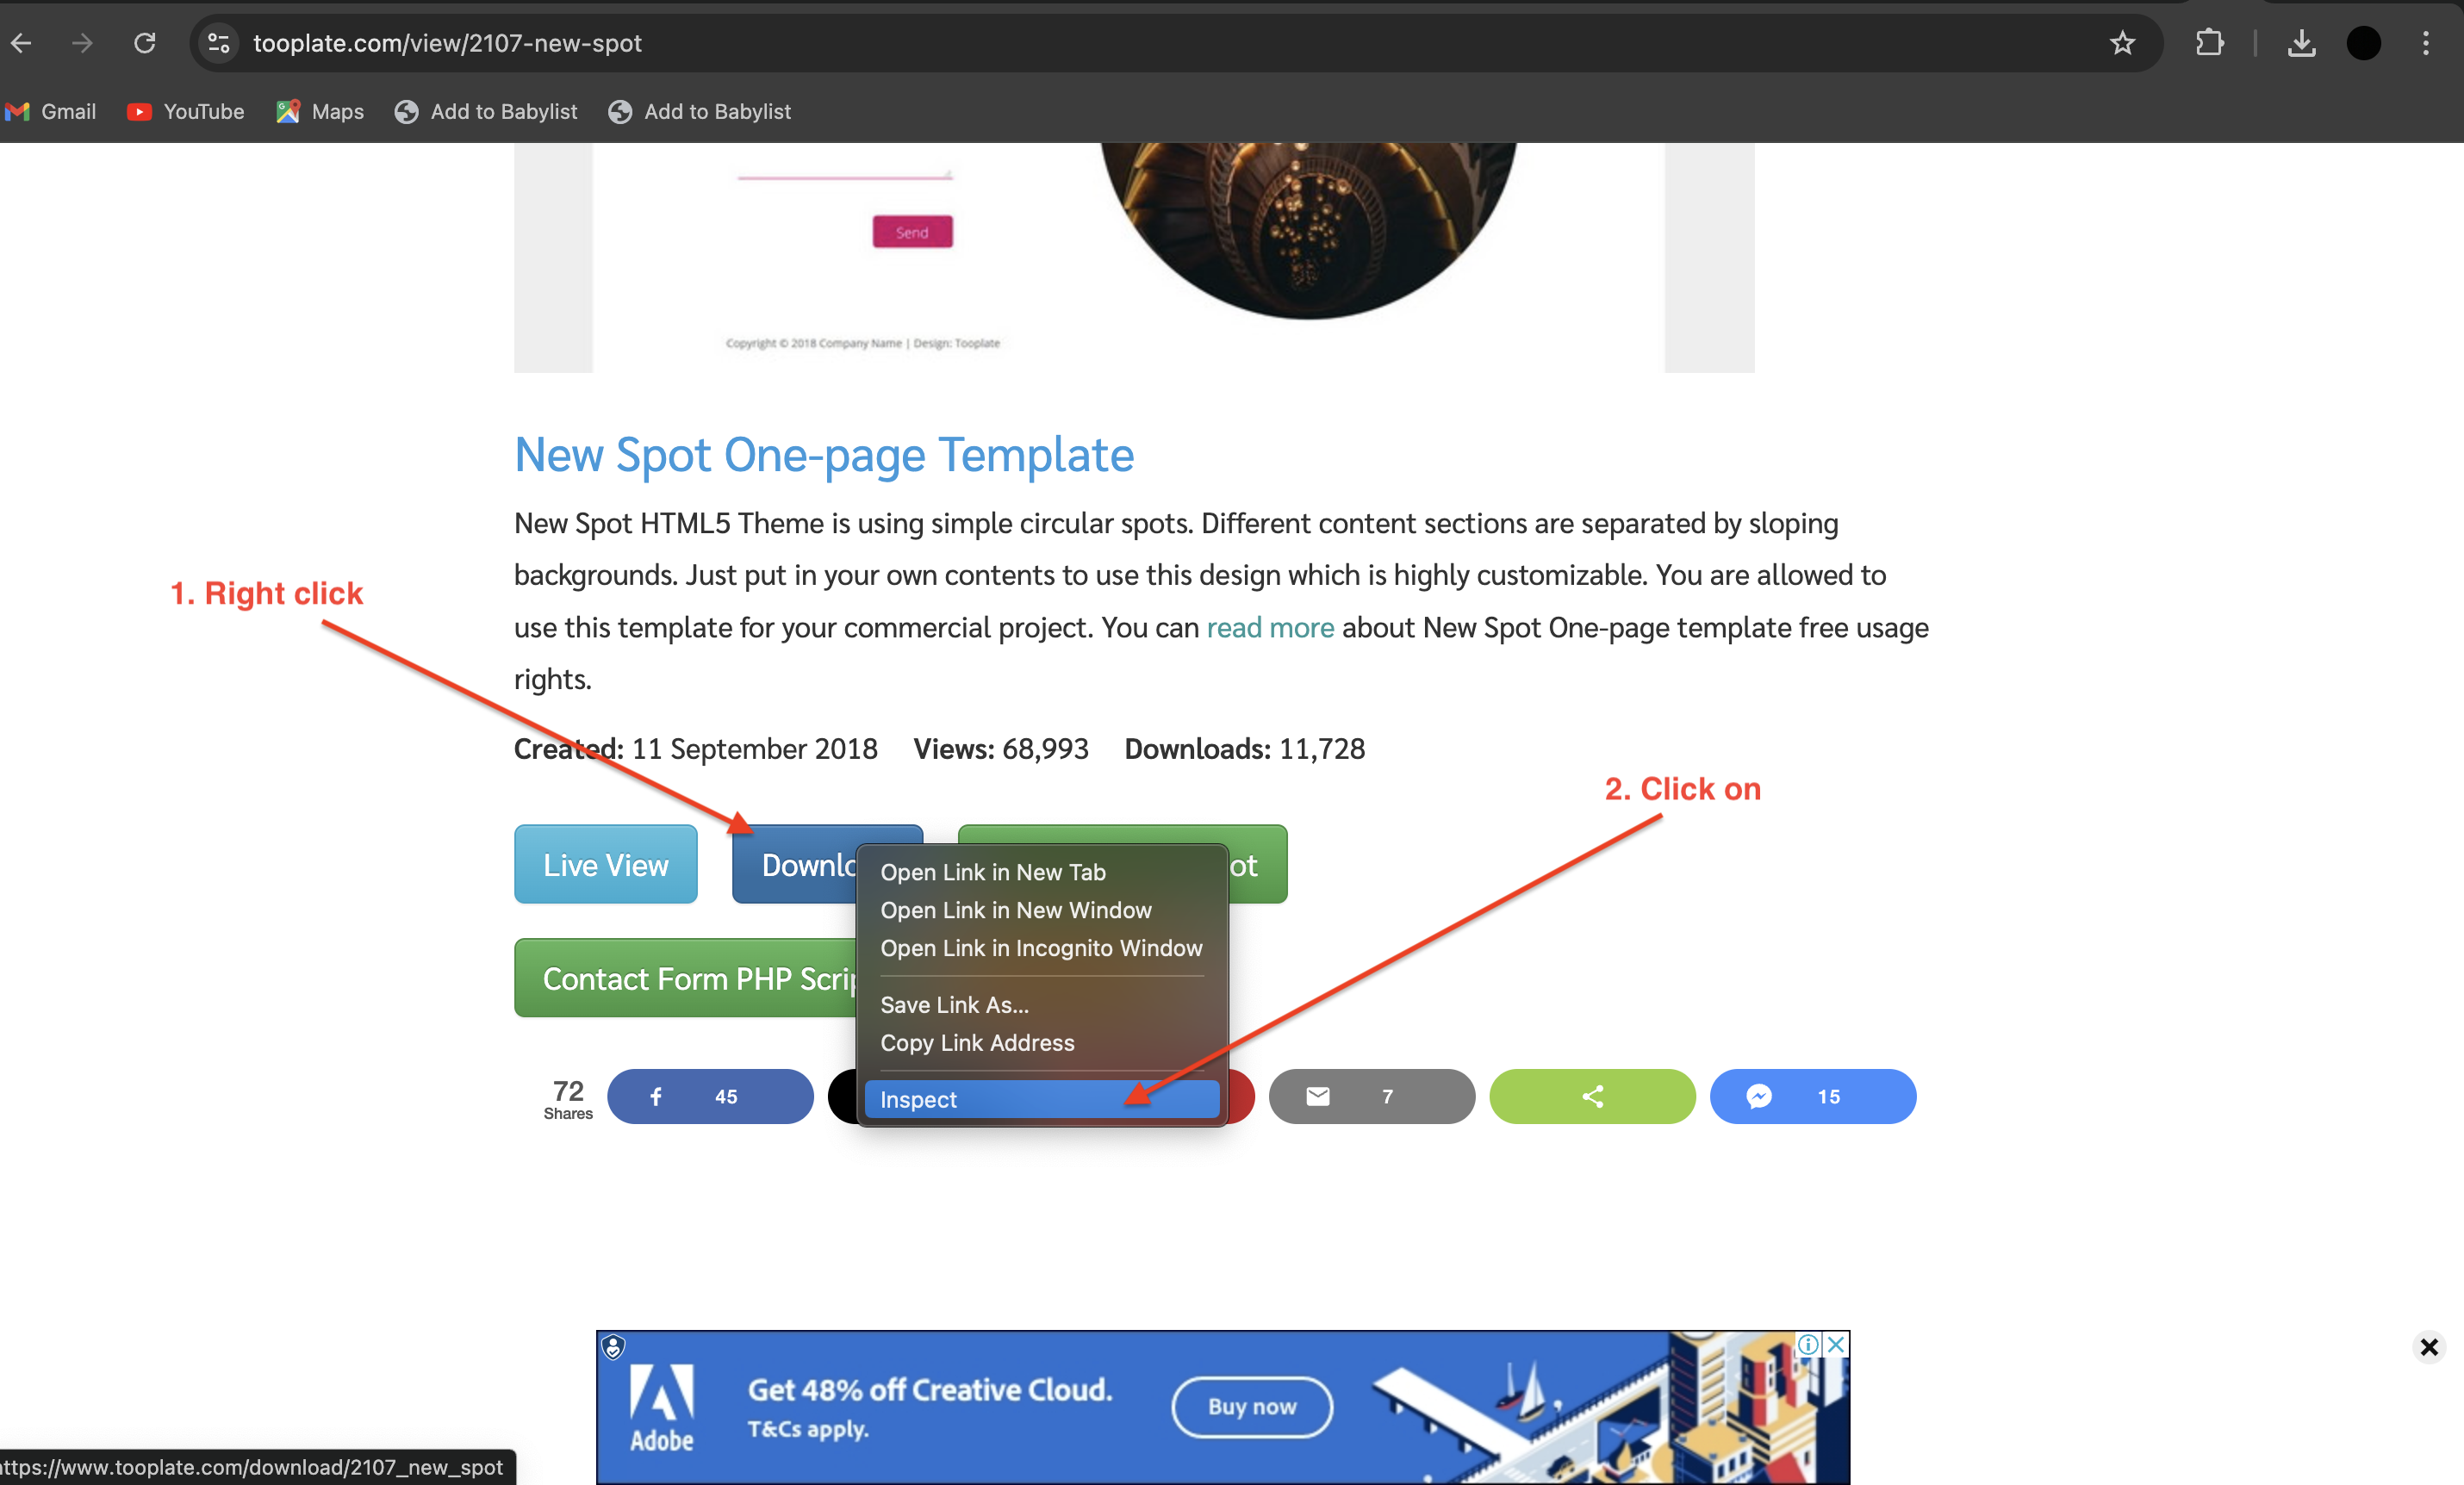 tooplate.com/view/2107-new-spot
Gmail YouTube Maps Add to Babylist Add to Babylist
Send
Copyright © 2018 Company Name | Design: Tooplate
New Spot One-page Template
New Spot HTML5 Theme is using simple circular spots. Different content sections are separated by sloping
backgrounds. Just put in your own contents to use this design which is highly customizable. You are allowed to
use this template for your commercial project. You can read more about New Spot One-page template free usage
rights.
1. Right click
Created: 11 September 2018 Views: 68,993 Downloads: 11,728
2. Click on
Live View Downlo ot
Contact Form PHP Scrip
Open Link in New Tab
Open Link in New Window
Open Link in Incognito Window
Save Link As...
Copy Link Address
Inspect
72
Shares
45 7 15
Adobe
Get 48% off Creative Cloud.
T&Cs apply.
Buy now
ttps://www.tooplate.com/download/2107_new_spot